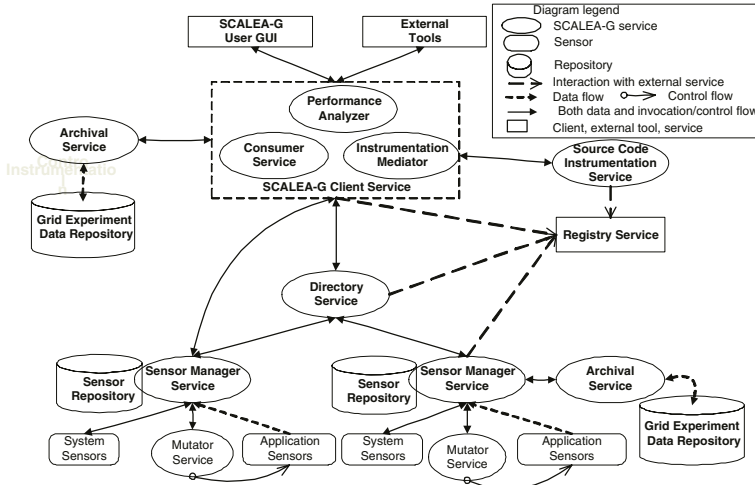 SCALEA-G
User GUI
External
Tools
Diagram legend
SCALEA-G service
Sensor
Repository
Interaction with external service
Data flow
Control flow
Both data and invocation/control flow
Client, external tool, service
Performance
Analyzer
Consumer
Service
Instrumentation
Mediator
SCALEA-G Client Service
Archival
Service
Contro
Instrumentatio
n
Grid Experiment
Data Repository
Source Code
Instrumentation
Service
Registry Service
Directory
Service
Sensor
Repository
Sensor Manager
Service
Sensor
Repository
Sensor Manager
Service
Archival
Service
Grid Experiment
Data Repository
System
Sensors
Mutator
Service
Application
Sensors
System
Sensors
Mutator
Service
Application
Sensors